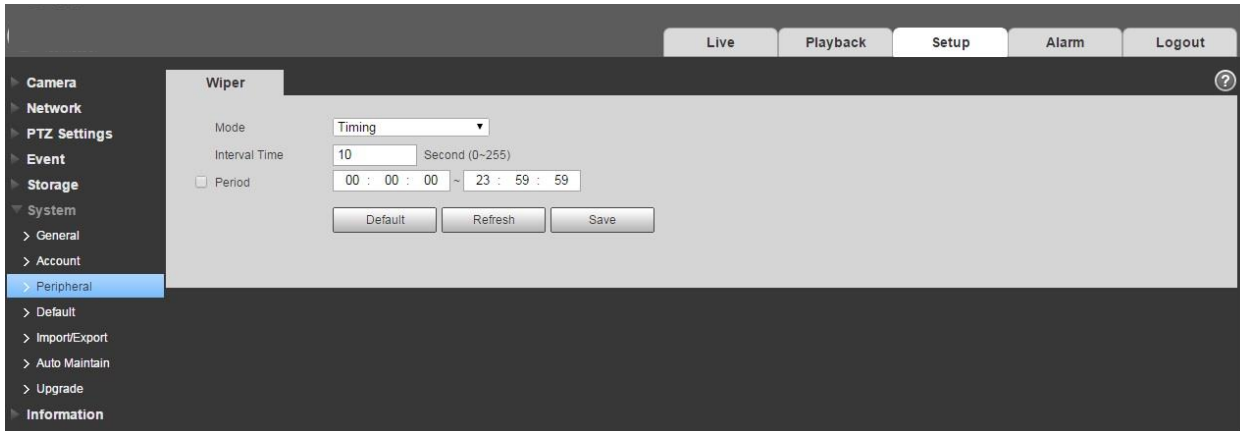 Live Playback Setup Alarm Logout
Camera
Network
PTZ Settings
Event
Storage
System
> General
> Account
> Peripheral
> Default
> Import/Export
> Auto Maintain
> Upgrade
Information
Wiper
?
Mode Timing
Interval Time 10 Second (0~255)
Period 00 : 00 : 00 ~ 23 : 59 : 59
Default Refresh Save